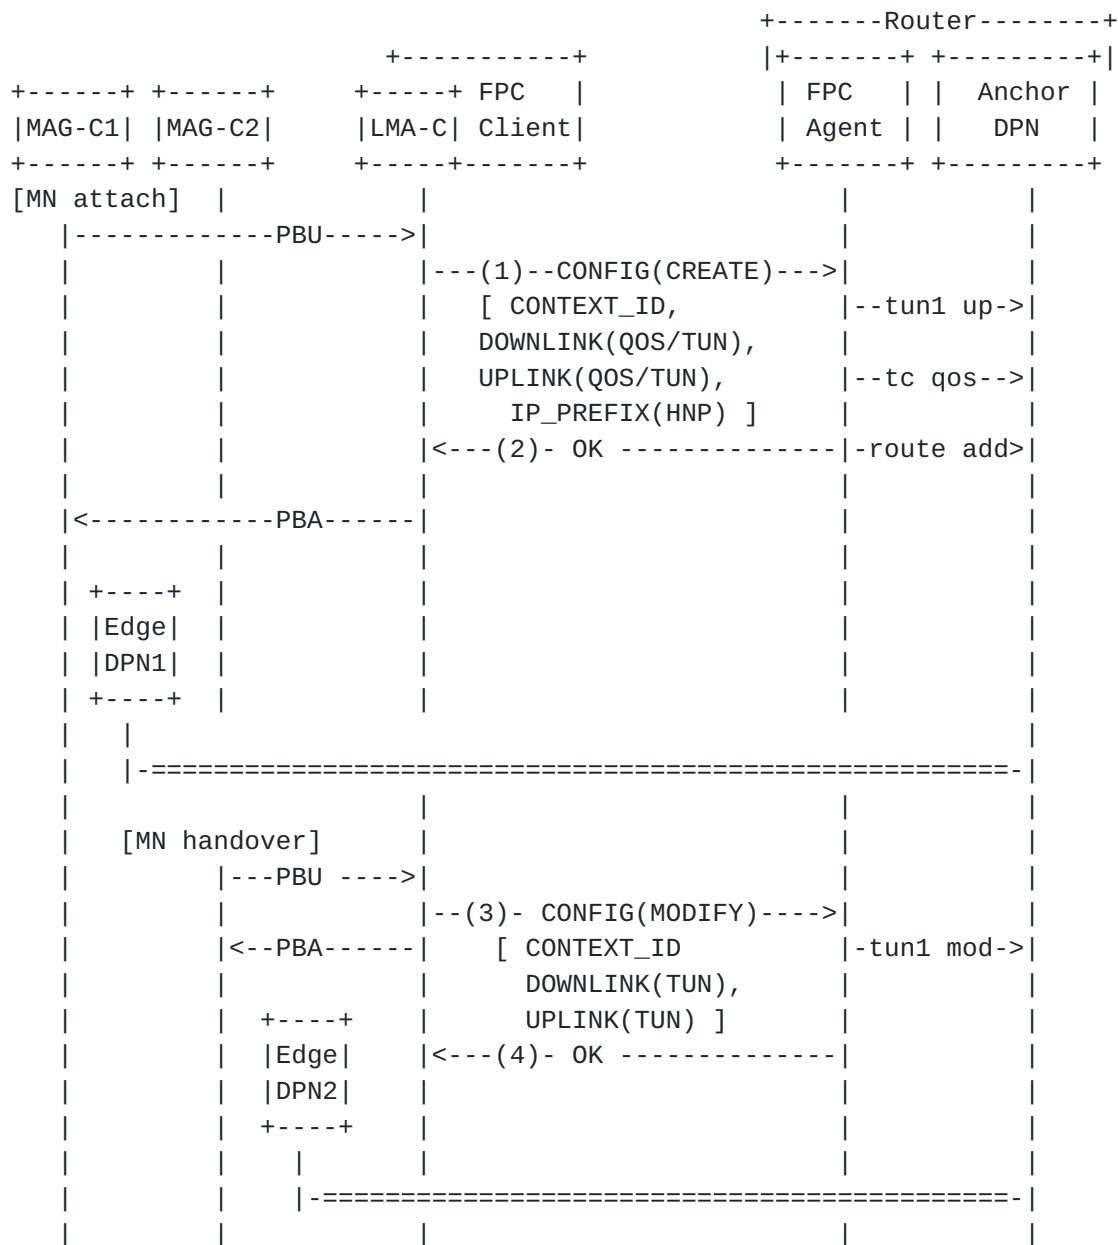 +-------Router--------+
                        +-----------+           |+-------+ +---------+|
+------+ +------+     +-----+ FPC   |            | FPC   | |  Anchor |
|MAG-C1| |MAG-C2|     |LMA-C| Client|            | Agent | |   DPN   |
+------+ +------+     +-----+-------+            +-------+ +---------+
[MN attach]  |            |                          |           |
   |-------------PBU----->|                          |           |
   |         |            |---(1)--CONFIG(CREATE)--->|           |
   |         |            |   [ CONTEXT_ID,          |--tun1 up->|
   |         |            |   DOWNLINK(QOS/TUN),     |           |
   |         |            |   UPLINK(QOS/TUN),       |--tc qos-->|
   |         |            |     IP_PREFIX(HNP) ]     |           |
   |         |            |<---(2)- OK --------------|-route add>|
   |         |            |                          |           |
   |<------------PBA------|                          |           |
   |         |            |                          |           |
   | +----+  |            |                          |           |
   | |Edge|  |            |                          |           |
   | |DPN1|  |            |                          |           |
   | +----+  |            |                          |           |
   |   |                                                         |
   |   |-=======================================================-|
   |                      |                          |           |
   |   [MN handover]      |                          |           |
   |         |---PBU ---->|                          |           |
   |         |            |--(3)- CONFIG(MODIFY)---->|           |
   |         |<--PBA------|    [ CONTEXT_ID          |-tun1 mod->|
   |         |            |      DOWNLINK(TUN),      |           |
   |         |  +----+    |      UPLINK(TUN) ]       |           |
   |         |  |Edge|    |<---(4)- OK --------------|           |
   |         |  |DPN2|    |                          |           |
   |         |  +----+    |                          |           |
   |         |    |       |                          |           |
   |         |    |-============================================-|
   |         |            |                          |           |